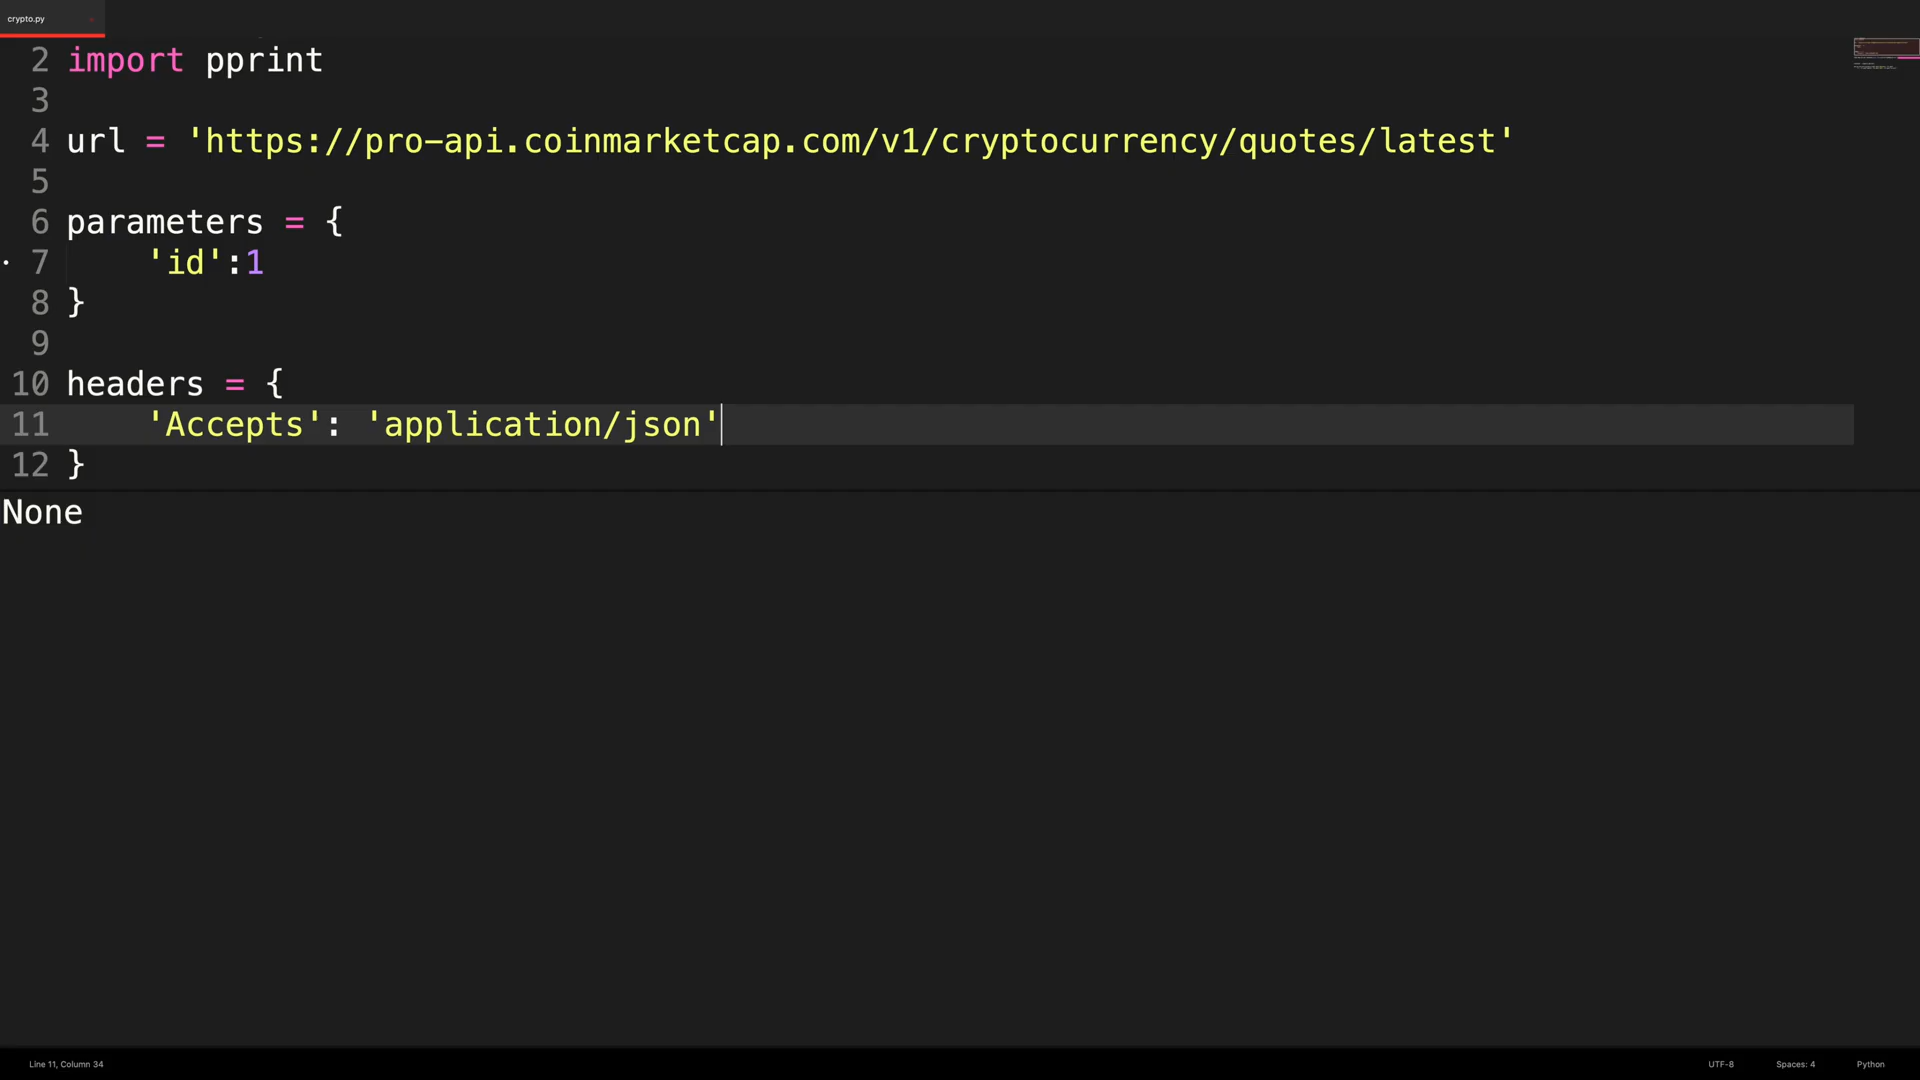 crypto.py
2 import pprint
3
4 url = 'https://pro-api.coinmarketcap.com/v1/cryptocurrency/quotes/latest'
5
6 parameters = {
7     'id':1
8 }
9
10 headers = {
11     'Accepts': 'application/json'
12 }
None
Line 11, Column 34
UTF-8
Spaces: 4
Python